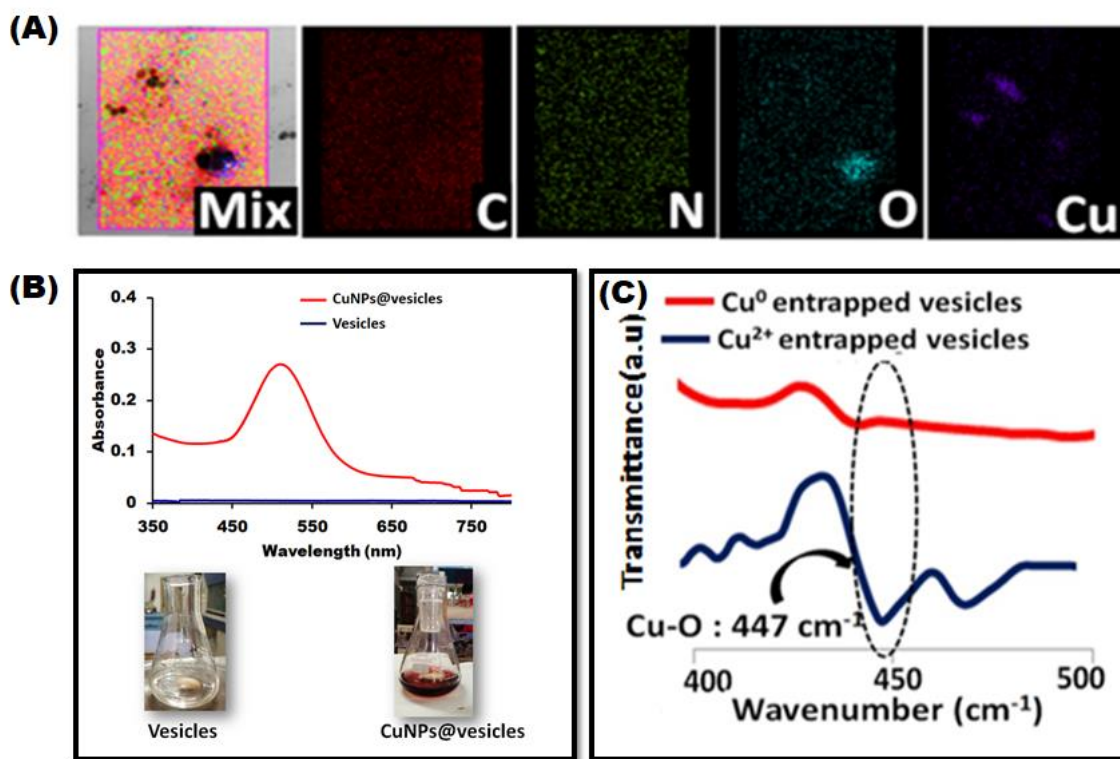 (A)
Mix
C
N
O
Cu
(B)
0.4
0.3
0.2
0.1
0
Absorbance
CuNPs@vesicles
Vesicles
350
450
550
650
750
Wavelength (nm)
Vesicles
CuNPs@vesicles
(C)
Cu⁰ entrapped vesicles
Cu²⁺ entrapped vesicles
Transmittance(a.u)
Cu-O : 447 cm⁻¹
400
450
500
Wavenumber (cm⁻¹)